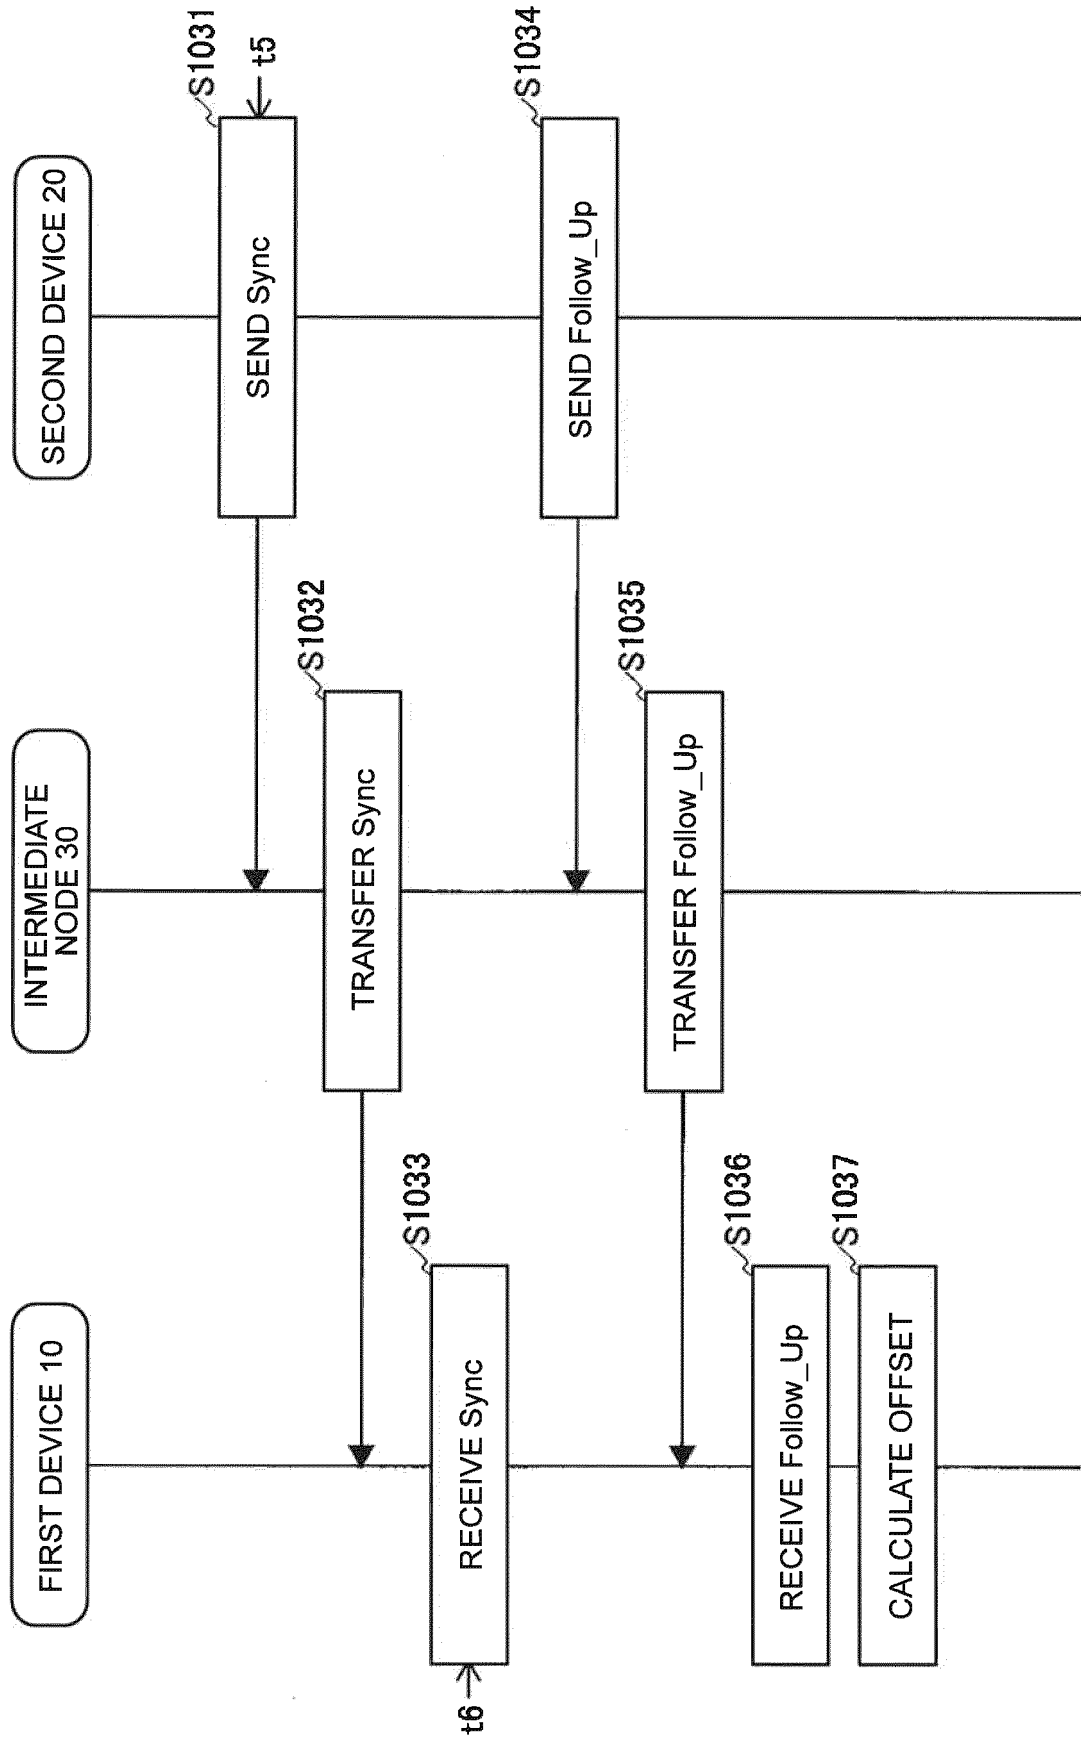 FIRST DEVICE 10
INTERMEDIATE
NODE 30
SECOND DEVICE 20
S1031
SEND Sync
t5
S1032
TRANSFER Sync
S1033
RECEIVE Sync
t6
S1034
SEND Follow_Up
S1035
TRANSFER Follow_Up
S1036
RECEIVE Follow_Up
S1037
CALCULATE OFFSET